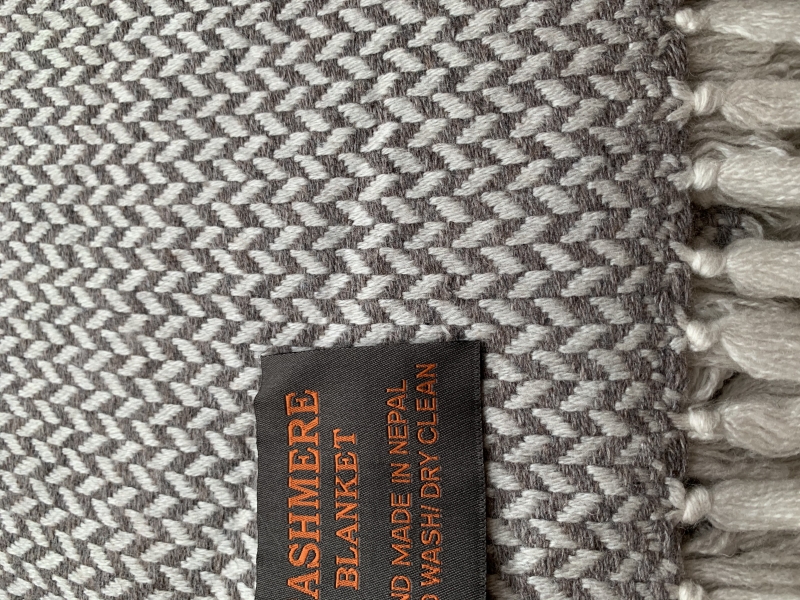 ASHMERE
BLANKET
ND MADE IN NEPAL
WASH/ DRY CLEAN